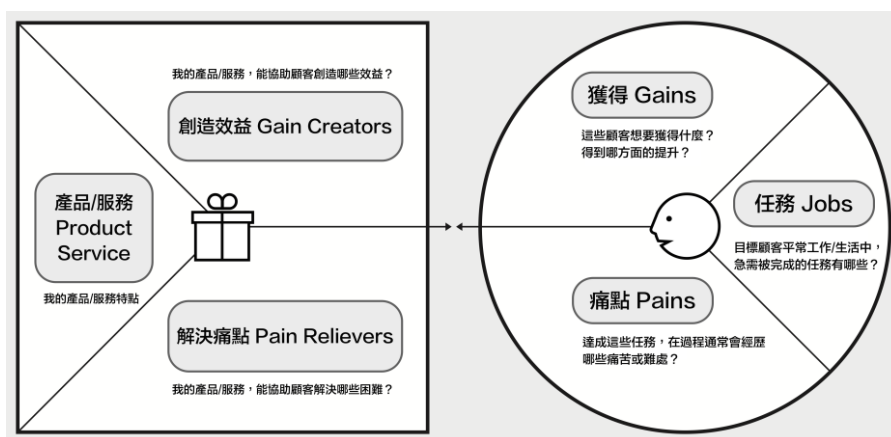 我的產品/服務，能協助顧客創造哪些效益？
創造效益 Gain Creators
產品/服務
Product
Service
我的產品/服務特點
解決痛點 Pain Relievers
我的產品/服務，能協助顧客解決哪些困難？
獲得 Gains
這些顧客想要獲得什麼？
得到哪方面的提升？
任務 Jobs
目標顧客平常工作/生活中，
急需被完成的任務有哪些？
痛點 Pains
達成這些任務，在過程通常會經歷
哪些痛苦或難處？